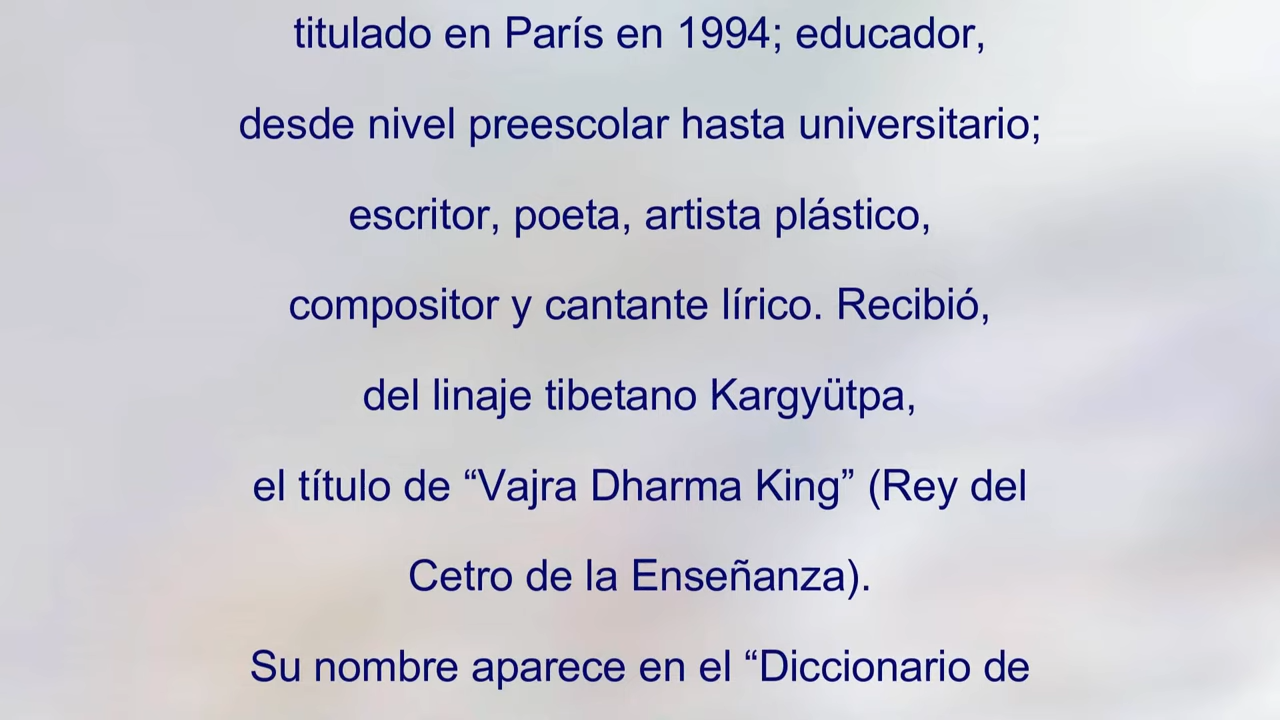 titulado en París en 1994; educador,
desde nivel preescolar hasta universitario;
escritor, poeta, artista plástico,
compositor y cantante lírico. Recibió,
del linaje tibetano Kargyütpa,
el título de “Vajra Dharma King” (Rey del
Cetro de la Enseñanza).
Su nombre aparece en el “Diccionario de